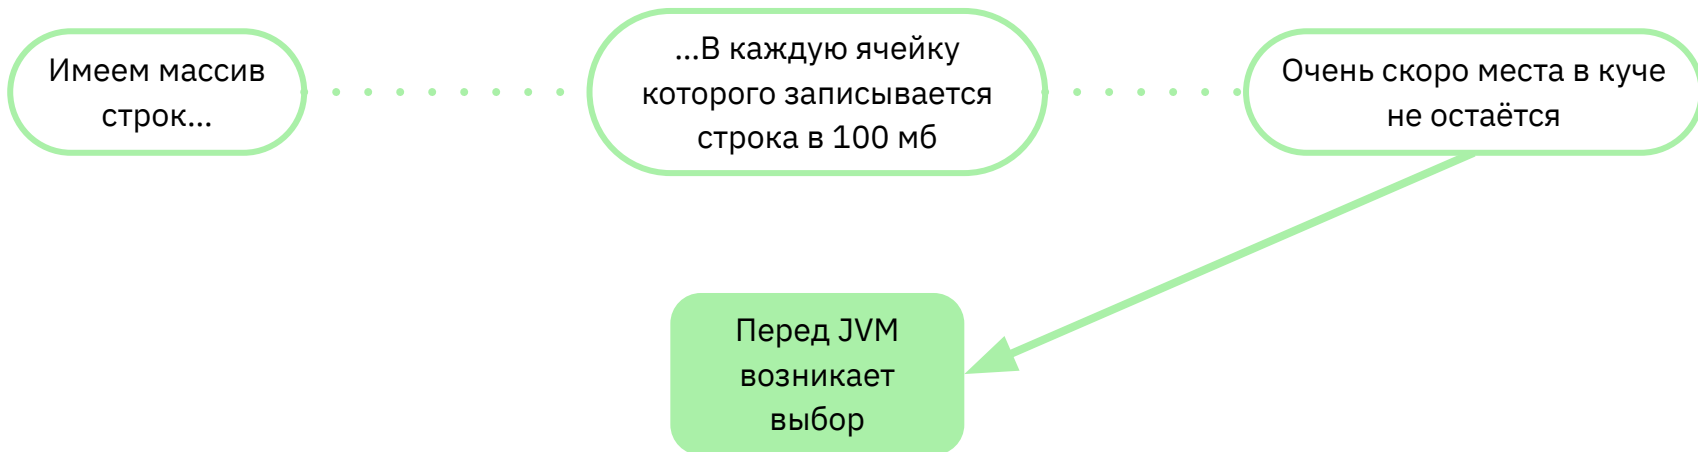 Имеем массив
строк...
...В каждую ячейку
которого записывается
строка в 100 мб
Очень скоро места в куче
не остаётся
Перед JVM
возникает
выбор